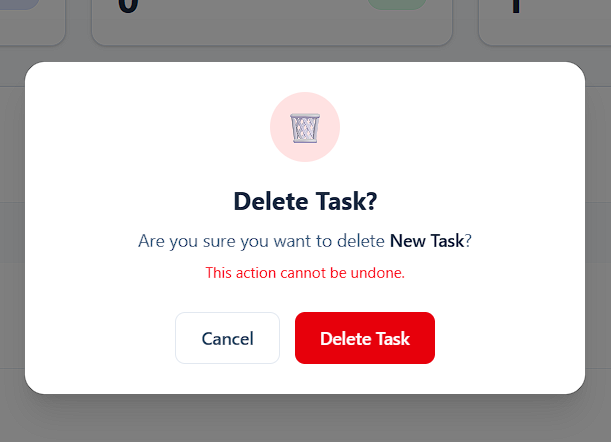 0
Delete Task?
Are you sure you want to delete New Task?
This action cannot be undone.
Cancel
Delete Task